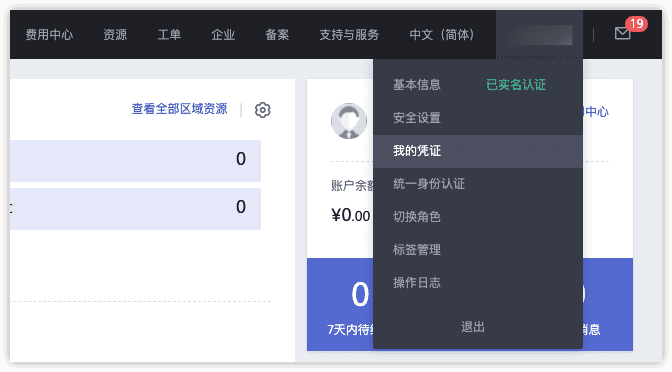 费用中心 资源 工单 企业 备案 支持与服务 中文（简体） 19
查看全部区域资源
基本信息 已实名认证
中心
安全设置
我的凭证
0
统一身份认证
账户余额
切换角色
0
¥0.00
标签管理
操作日志
0
7天内待续
退出
消息